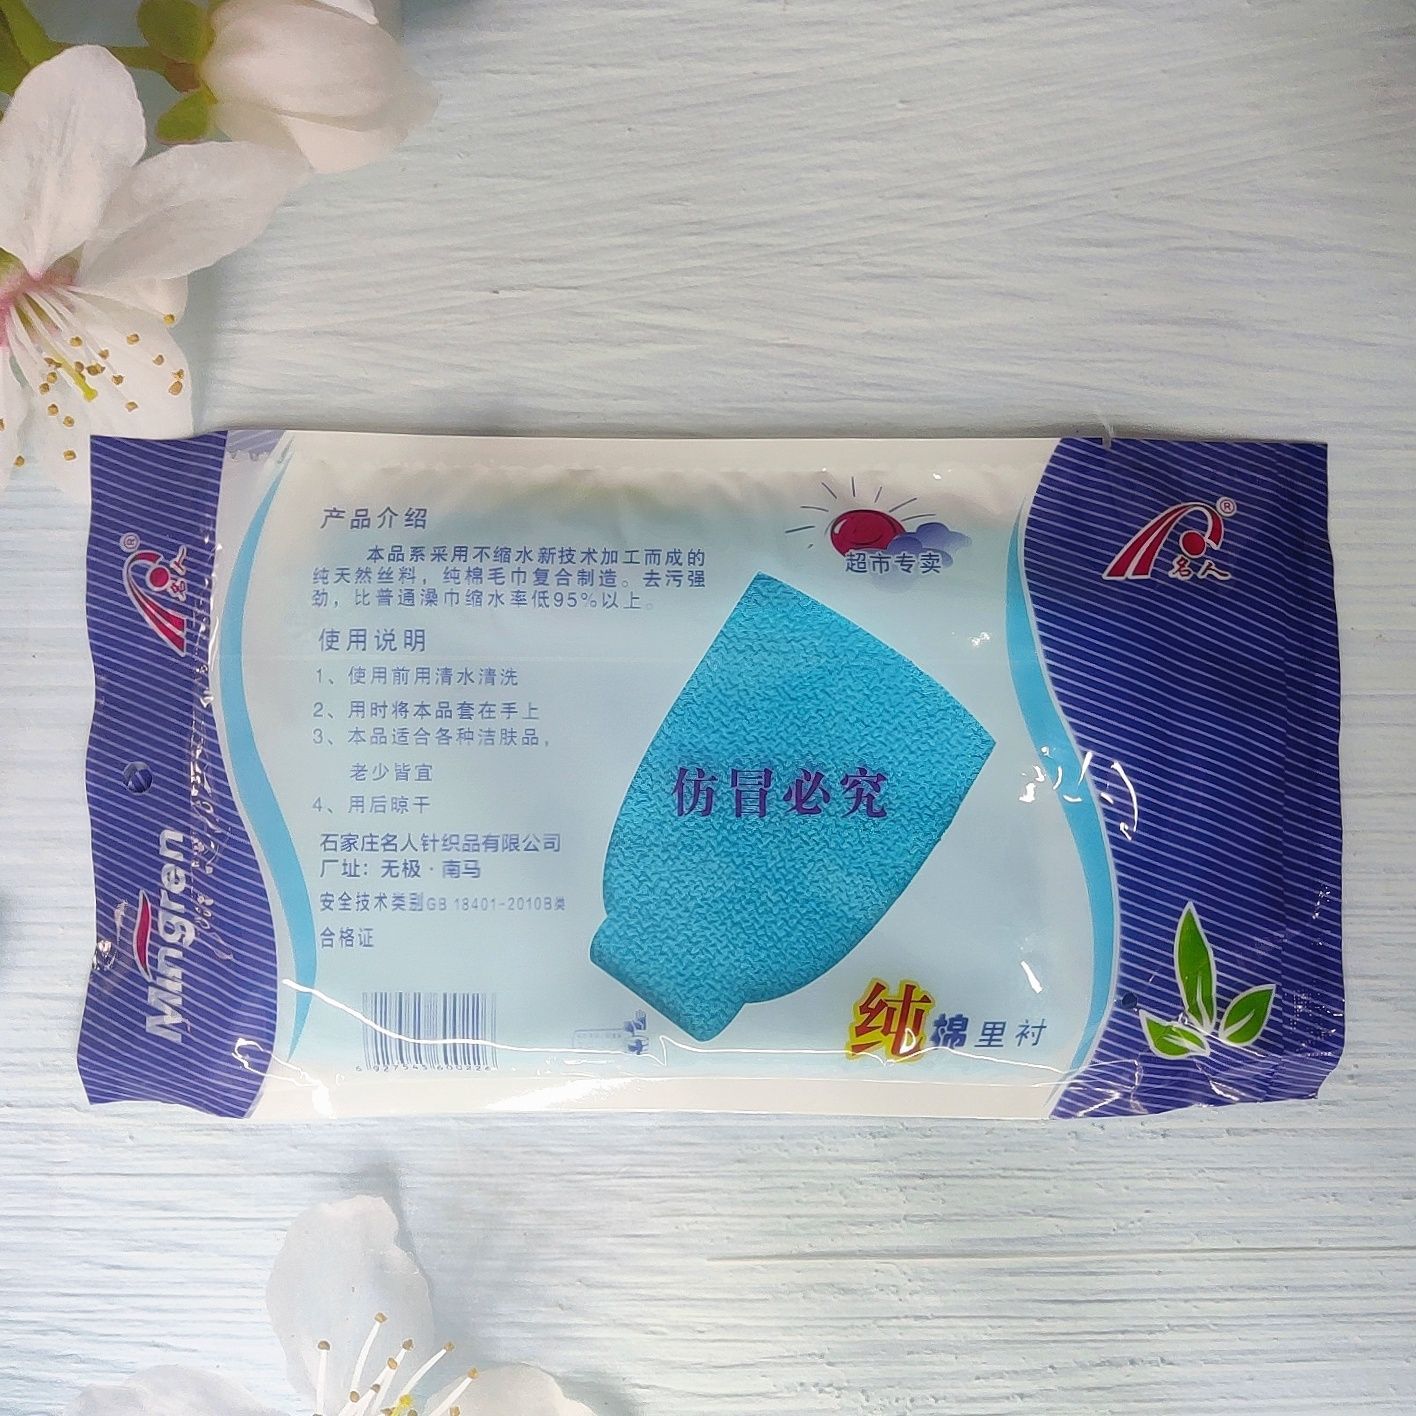 产品介绍
本品系采用不缩水新技术加工而成的
纯天然丝料，纯棉毛巾复合制造。去污强
劲，比普通澡巾缩水率低95%以上。
使用说明
1、使用前用清水清洗
2、用时将本品套在手上
3、本品适合各种洁肤品，
老少皆宜
4、用后晾干
石家庄名人针织品有限公司
厂址：无极·南马
安全技术类别GB 18401-2010B类
合格证
6 927545 600226
超市专卖
仿冒必究
纯棉里衬
名人®
名人®
Mingren